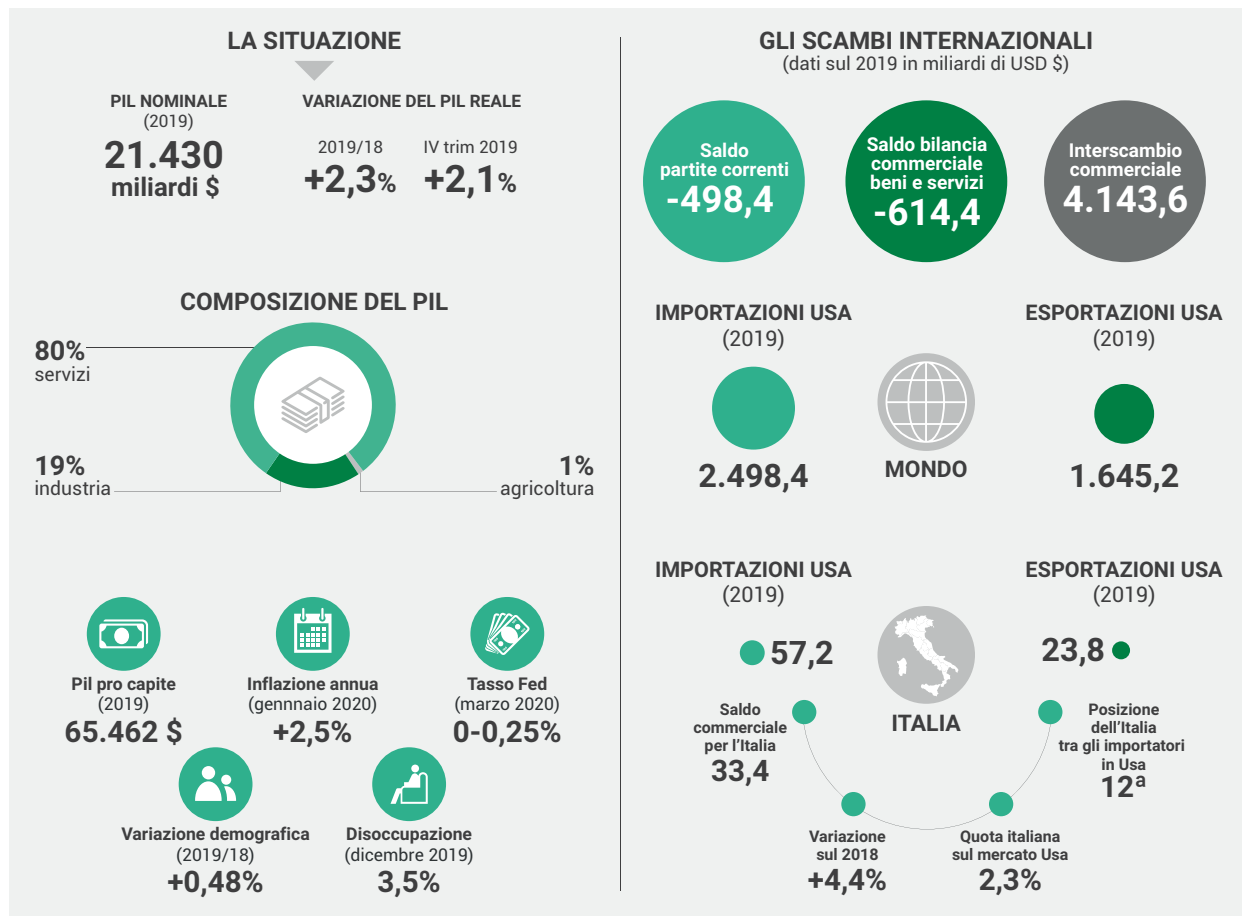 LA SITUAZIONE
PIL NOMINALE
(2019)
21.430
miliardi $
VARIAZIONE DEL PIL REALE
2019/18
+2,3%
IV trim 2019
+2,1%
COMPOSIZIONE DEL PIL
80%
servizi
19%
industria
1%
agricoltura
Pil pro capite
(2019)
65.462 $
Inflazione annua
(gennnaio 2020)
+2,5%
Tasso Fed
(marzo 2020)
0-0,25%
Variazione demografica
(2019/18)
+0,48%
Disoccupazione
(dicembre 2019)
3,5%
GLI SCAMBI INTERNAZIONALI
(dati sul 2019 in miliardi di USD $)
Saldo
partite correnti
-498,4
Saldo bilancia
commerciale
beni e servizi
-614,4
Interscambio
commerciale
4.143,6
IMPORTAZIONI USA
(2019)
2.498,4
MONDO
ESPORTAZIONI USA
(2019)
1.645,2
IMPORTAZIONI USA
(2019)
57,2
ITALIA
ESPORTAZIONI USA
(2019)
23,8
Saldo
commerciale
per l'Italia
33,4
Variazione
sul 2018
+4,4%
Quota italiana
sul mercato Usa
2,3%
Posizione
dell'Italia
tra gli importatori
in Usa
12ª